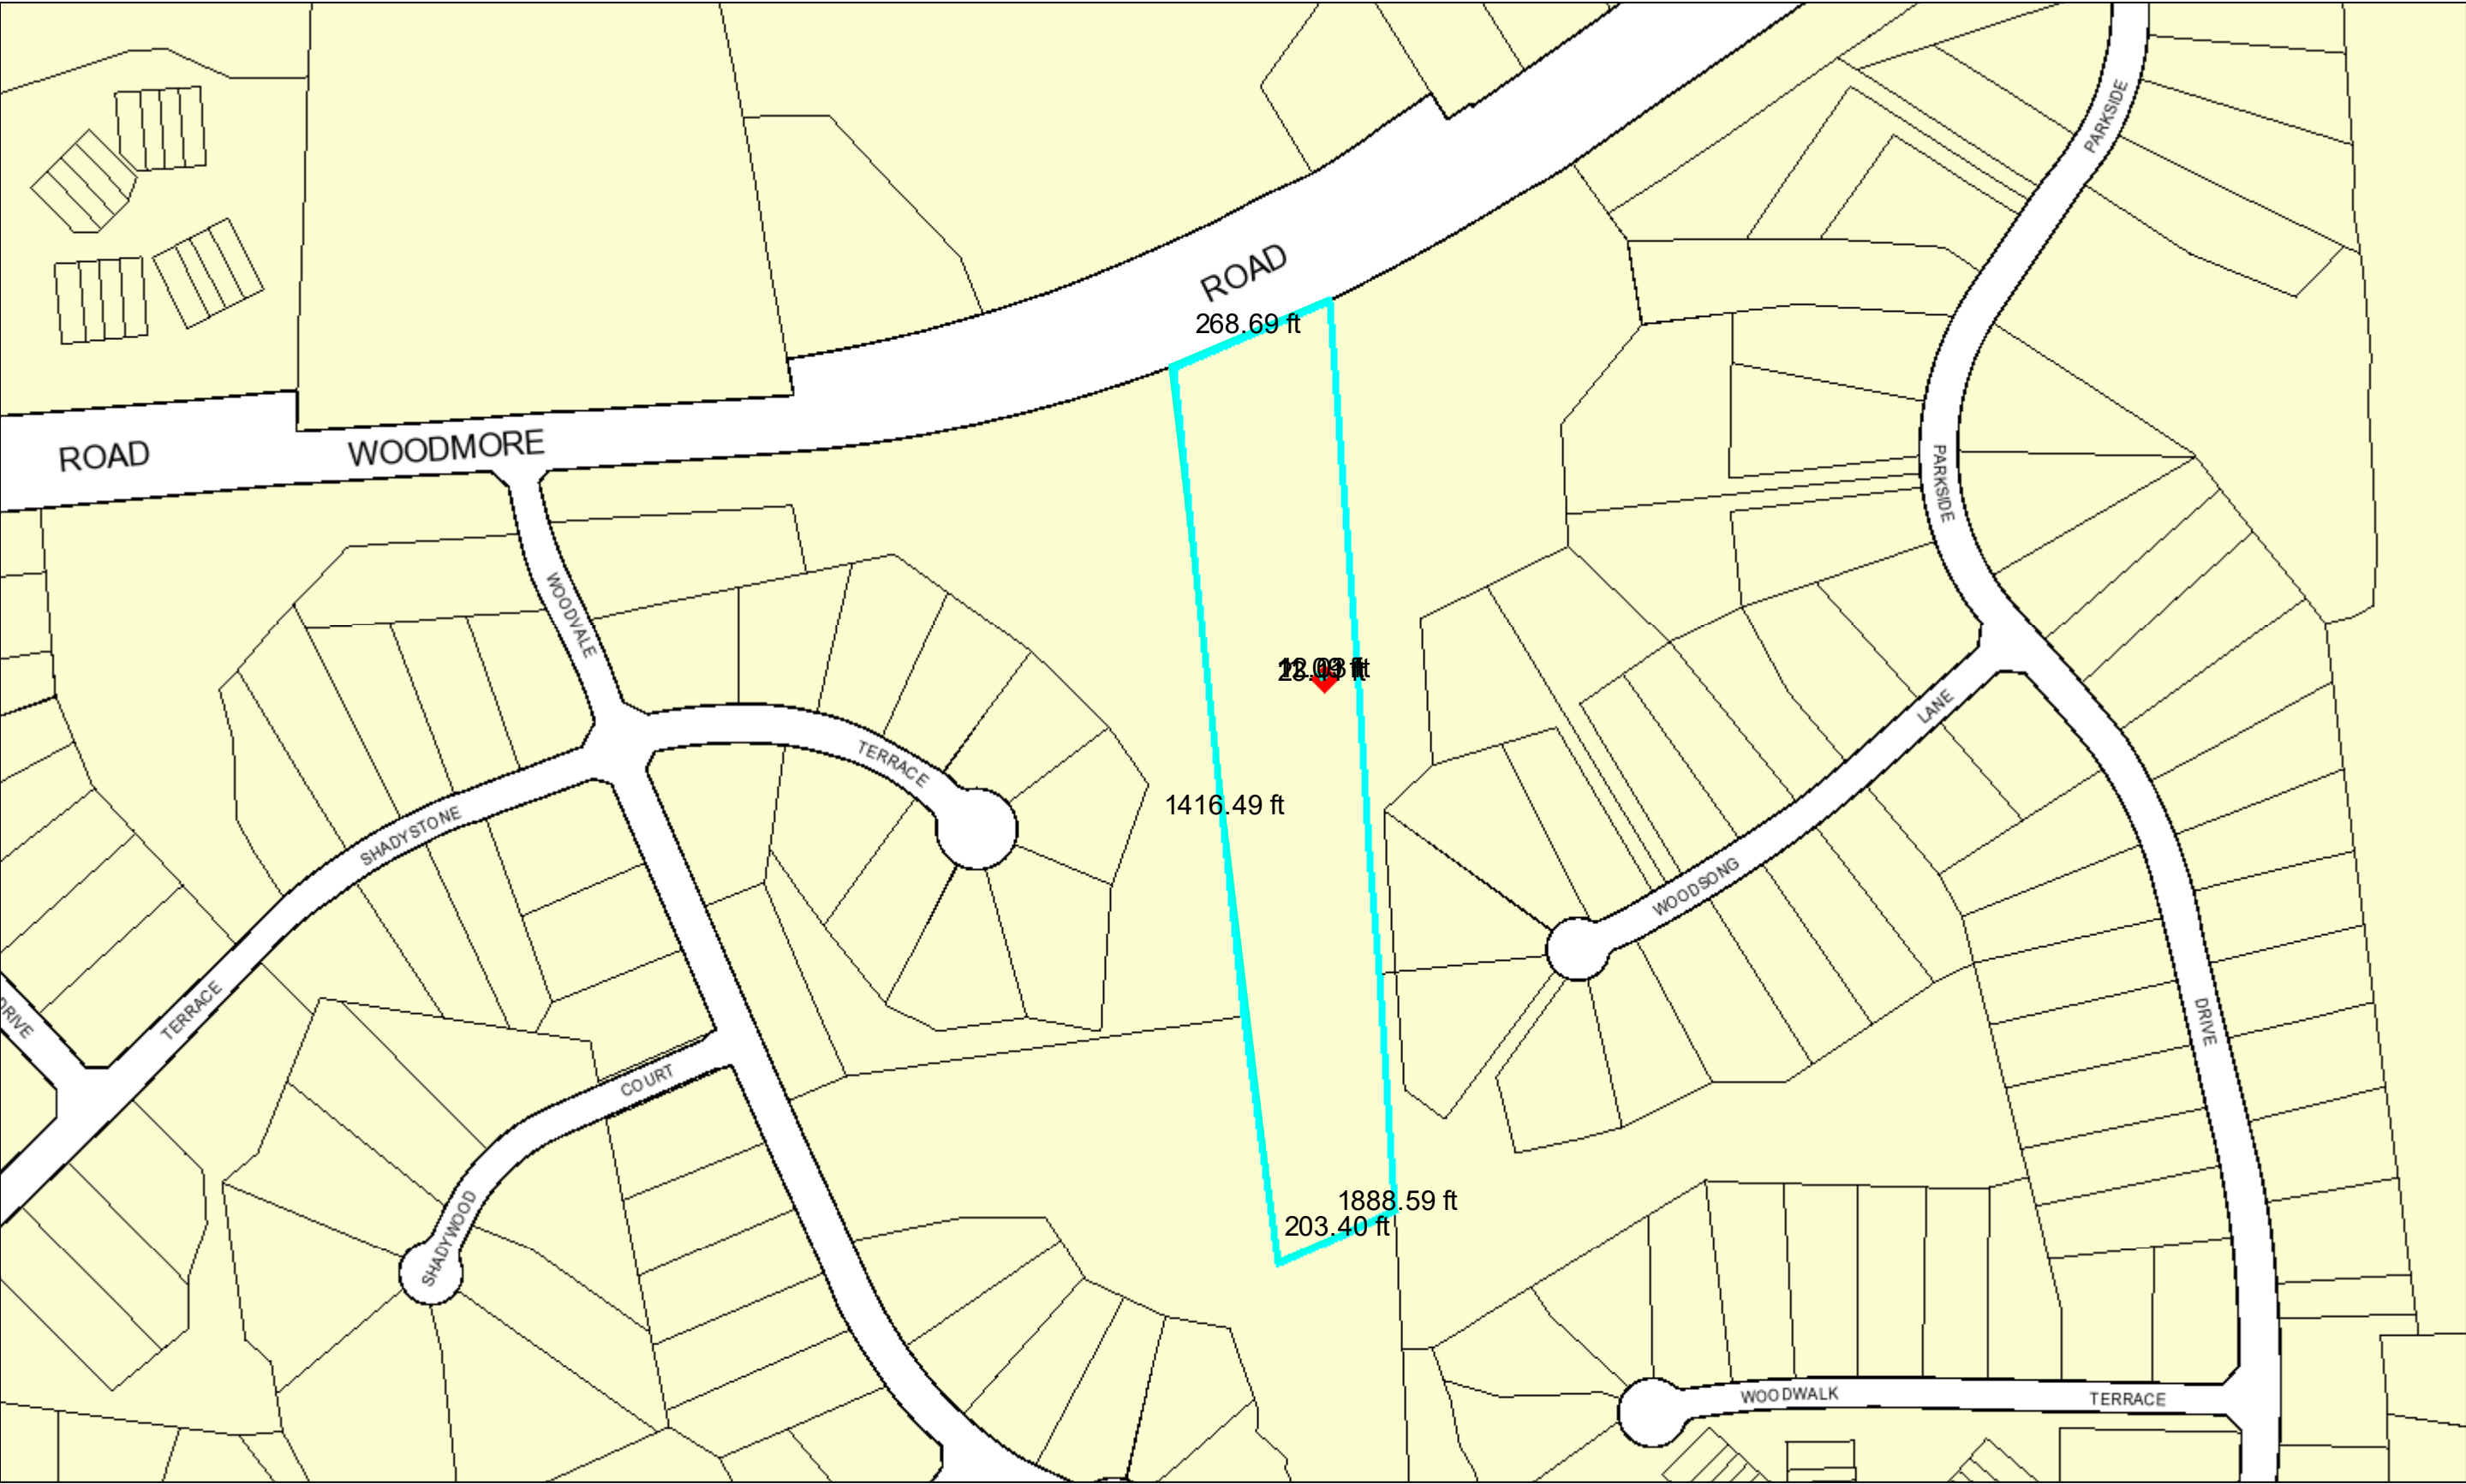 PARKSIDE
ROAD
268.69 ft
ROAD
WOODMORE
PARKSIDE
WOODVALE
LANE
TERRACE
1416.49 ft
SHADYSTONE
WOODSONG
TERRACE
DRIVE
DRIVE
COURT
SHADYWOOD
1888.59 ft
203.40 ft
WOODWALK
TERRACE